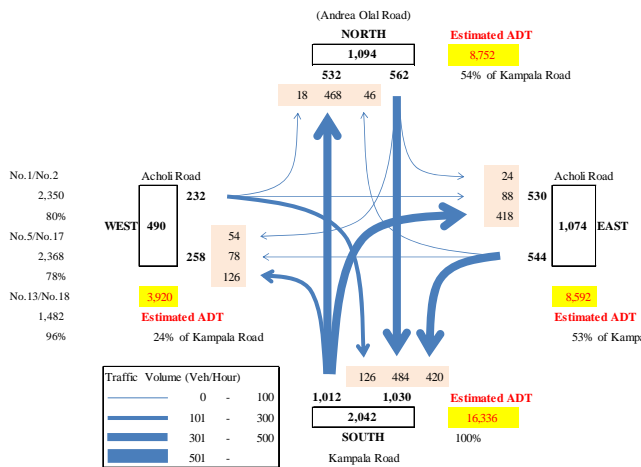 (Andrea Olal Road)
NORTH
Estimated ADT
1,094
8,752
532 562
54% of Kampala Road
18 468 46
No.1/No.2
Acholi Road
24
Acholi Road
2,350
232
88
530
80%
WEST 490
418
1,074 EAST
No.5/No.17
54
2,368
258
78
544
78%
126
No.13/No.18
3,920
8,592
1,482
Estimated ADT
Estimated ADT
96%
24% of Kampala Road
53% of Kampa
126 484 420
Traffic Volume (Veh/Hour)
0 - 100
101 - 300
301 - 500
501 -
1,012 1,030
Estimated ADT
2,042
16,336
SOUTH
100%
Kampala Road